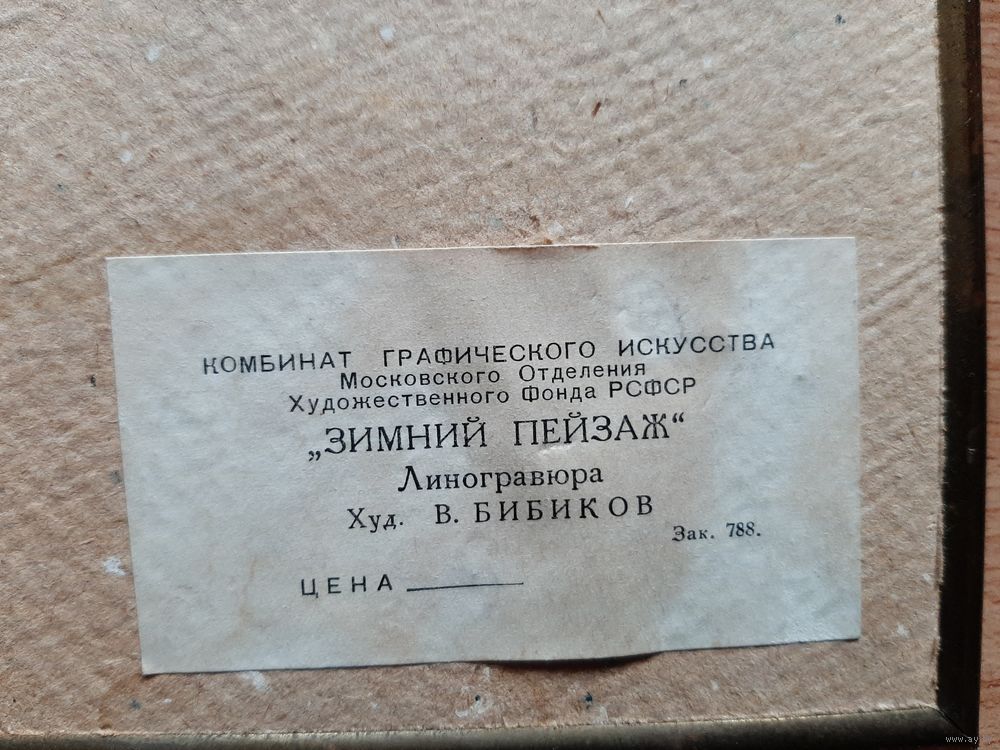 КОМБИНАТ ГРАФИЧЕСКОГО ИСКУССТВА
Московского Отделения
Художественного Фонда РСФСР
„ЗИМНИЙ ПЕЙЗАЖ“
Линогравюра
Худ. В. БИБИКОВ
Зак. 788.
ЦЕНА